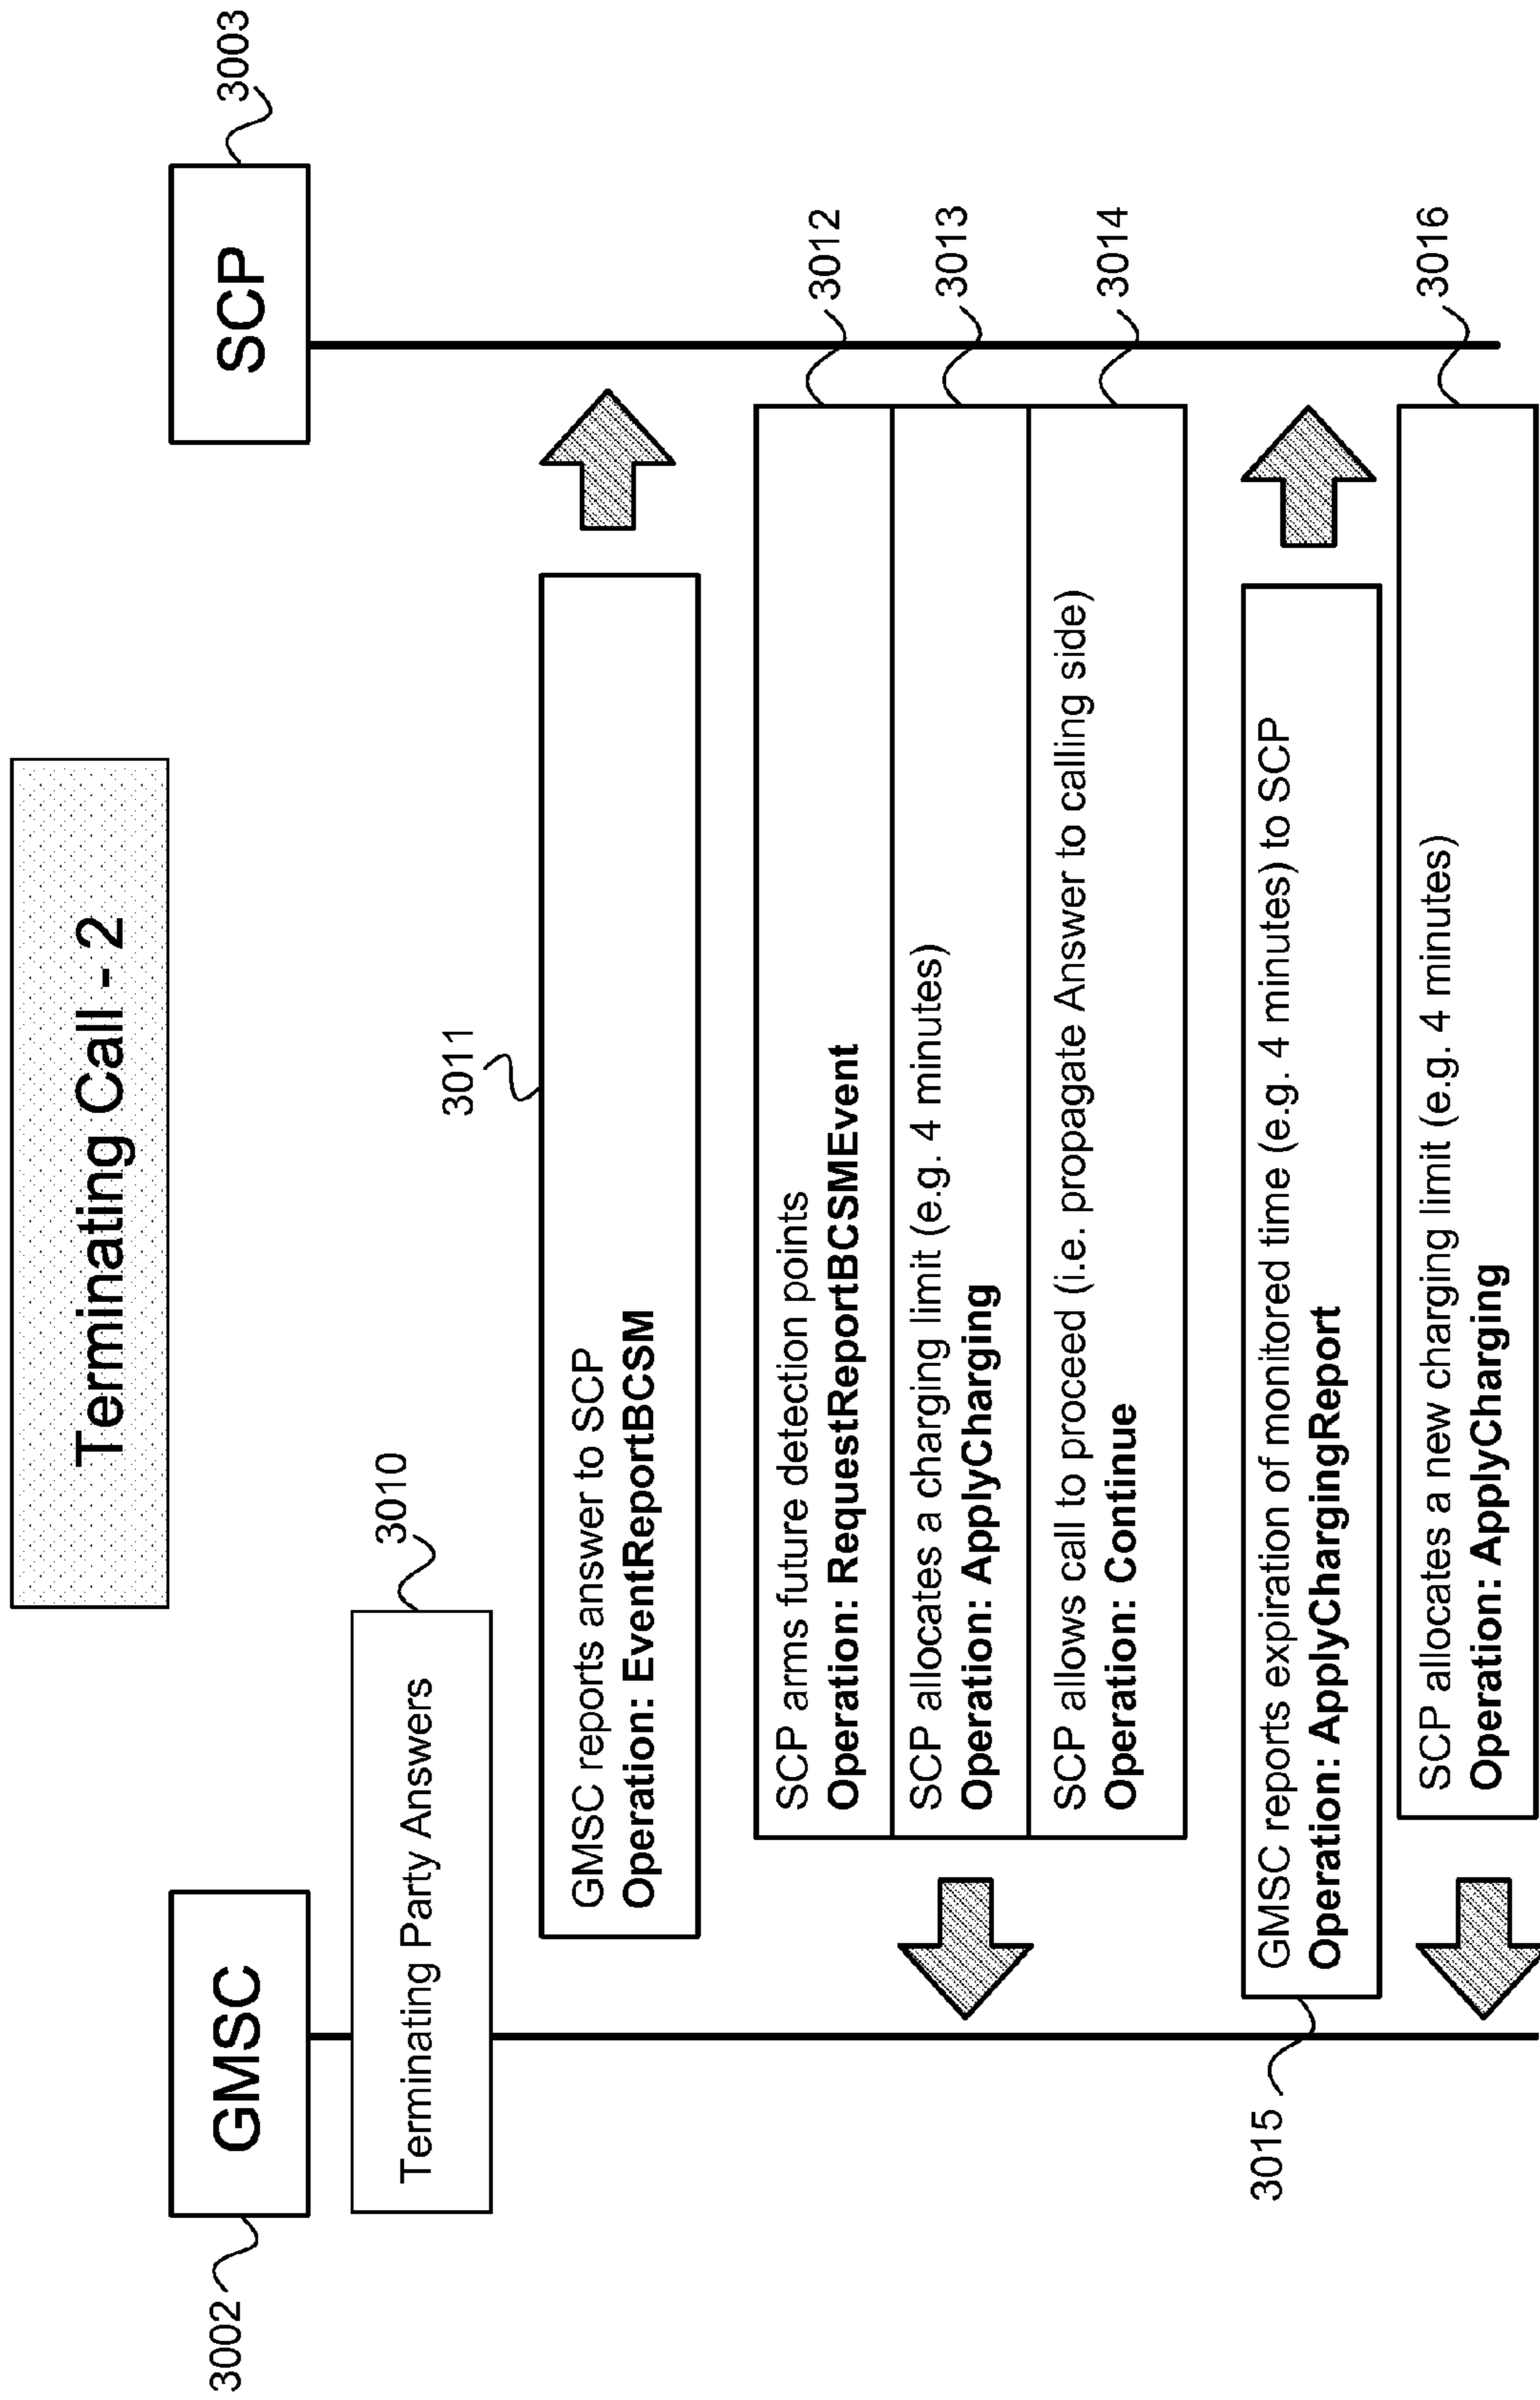 Terminating Call - 2
3002
GMSC
SCP
3003
Terminating Party Answers
3010
3011
GMSC reports answer to SCP
Operation: EventReportBCSM
SCP arms future detection points
Operation: RequestReportBCSMEvent
3012
SCP allocates a charging limit (e.g. 4 minutes)
Operation: ApplyCharging
3013
SCP allows call to proceed (i.e. propagate Answer to calling side)
Operation: Continue
3014
3015
GMSC reports expiration of monitored time (e.g. 4 minutes) to SCP
Operation: ApplyChargingReport
SCP allocates a new charging limit (e.g. 4 minutes)
Operation: ApplyCharging
3016